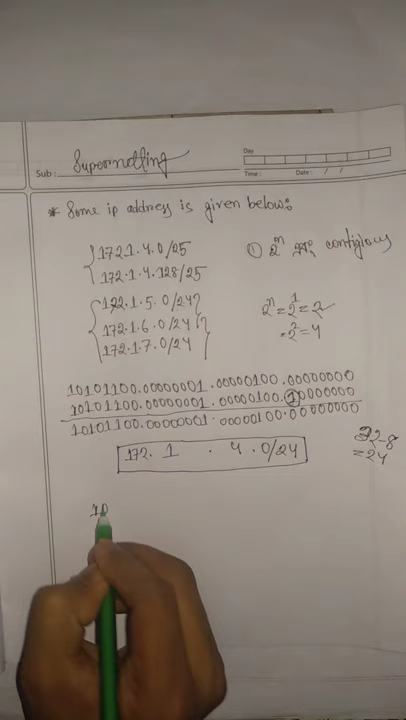 Sub : Supernetting
Day
Time : Date : / /
* Some ip address is given below:
172.1.4.0/25
172.1.4.128/25
172.1.5.0/24
172.1.6.0/24
172.1.7.0/24
① 2ⁿ contigious
2ⁿ = 2¹ = 2
= 2² = 4
10101100.00000001.00000100.00000000
10101100.00000001.00000100.10000000
10101100.00000001.00000100.00000000
172. 1 . 4 .0/24
32-8
=24
10